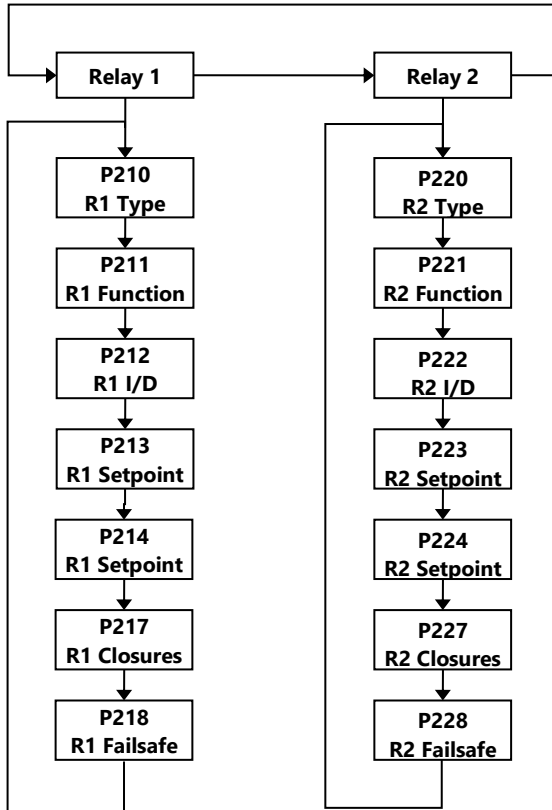 Relay 1
Relay 2
P210
R1 Type
P211
R1 Function
P212
R1 I/D
P213
R1 Setpoint
P214
R1 Setpoint
P217
R1 Closures
P218
R1 Failsafe
P220
R2 Type
P221
R2 Function
P222
R2 I/D
P223
R2 Setpoint
P224
R2 Setpoint
P227
R2 Closures
P228
R2 Failsafe